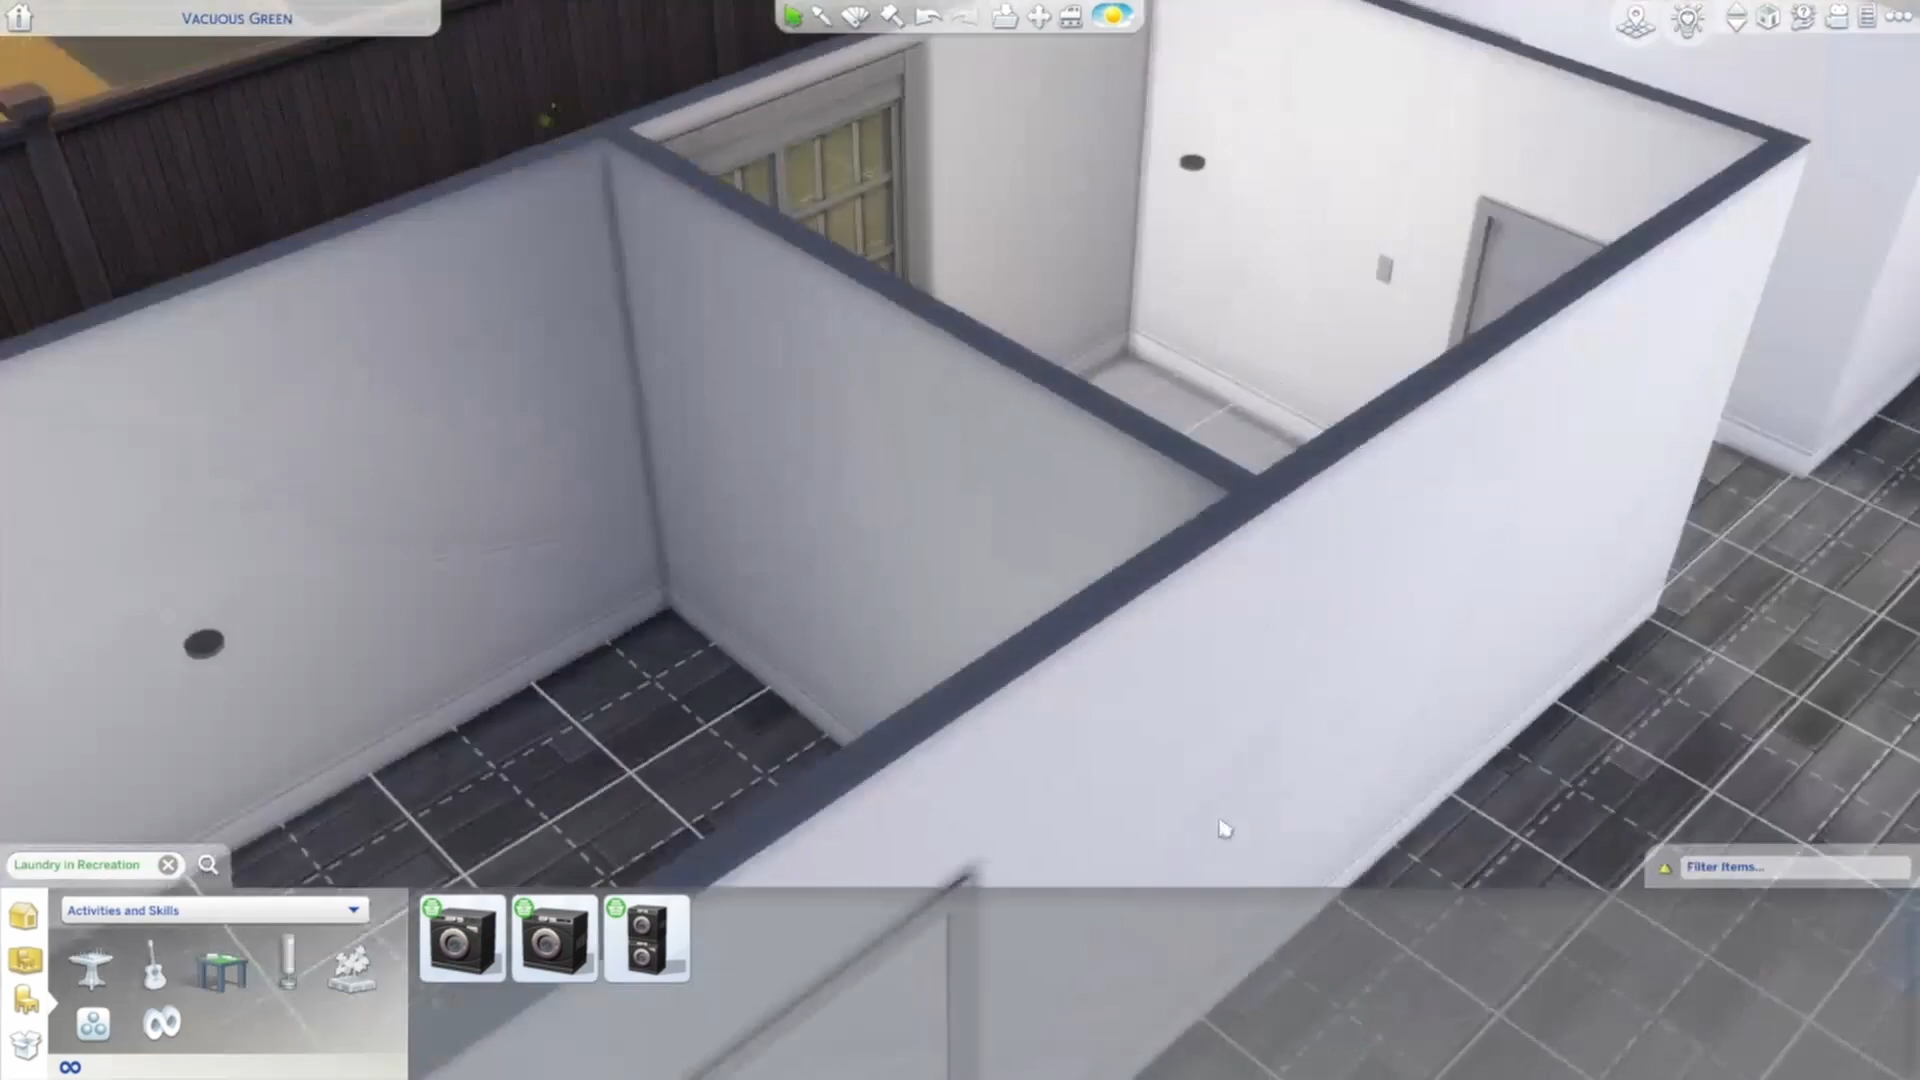 Vacuous Green
Laundry in Recreation
Filter Items...
Activities and Skills